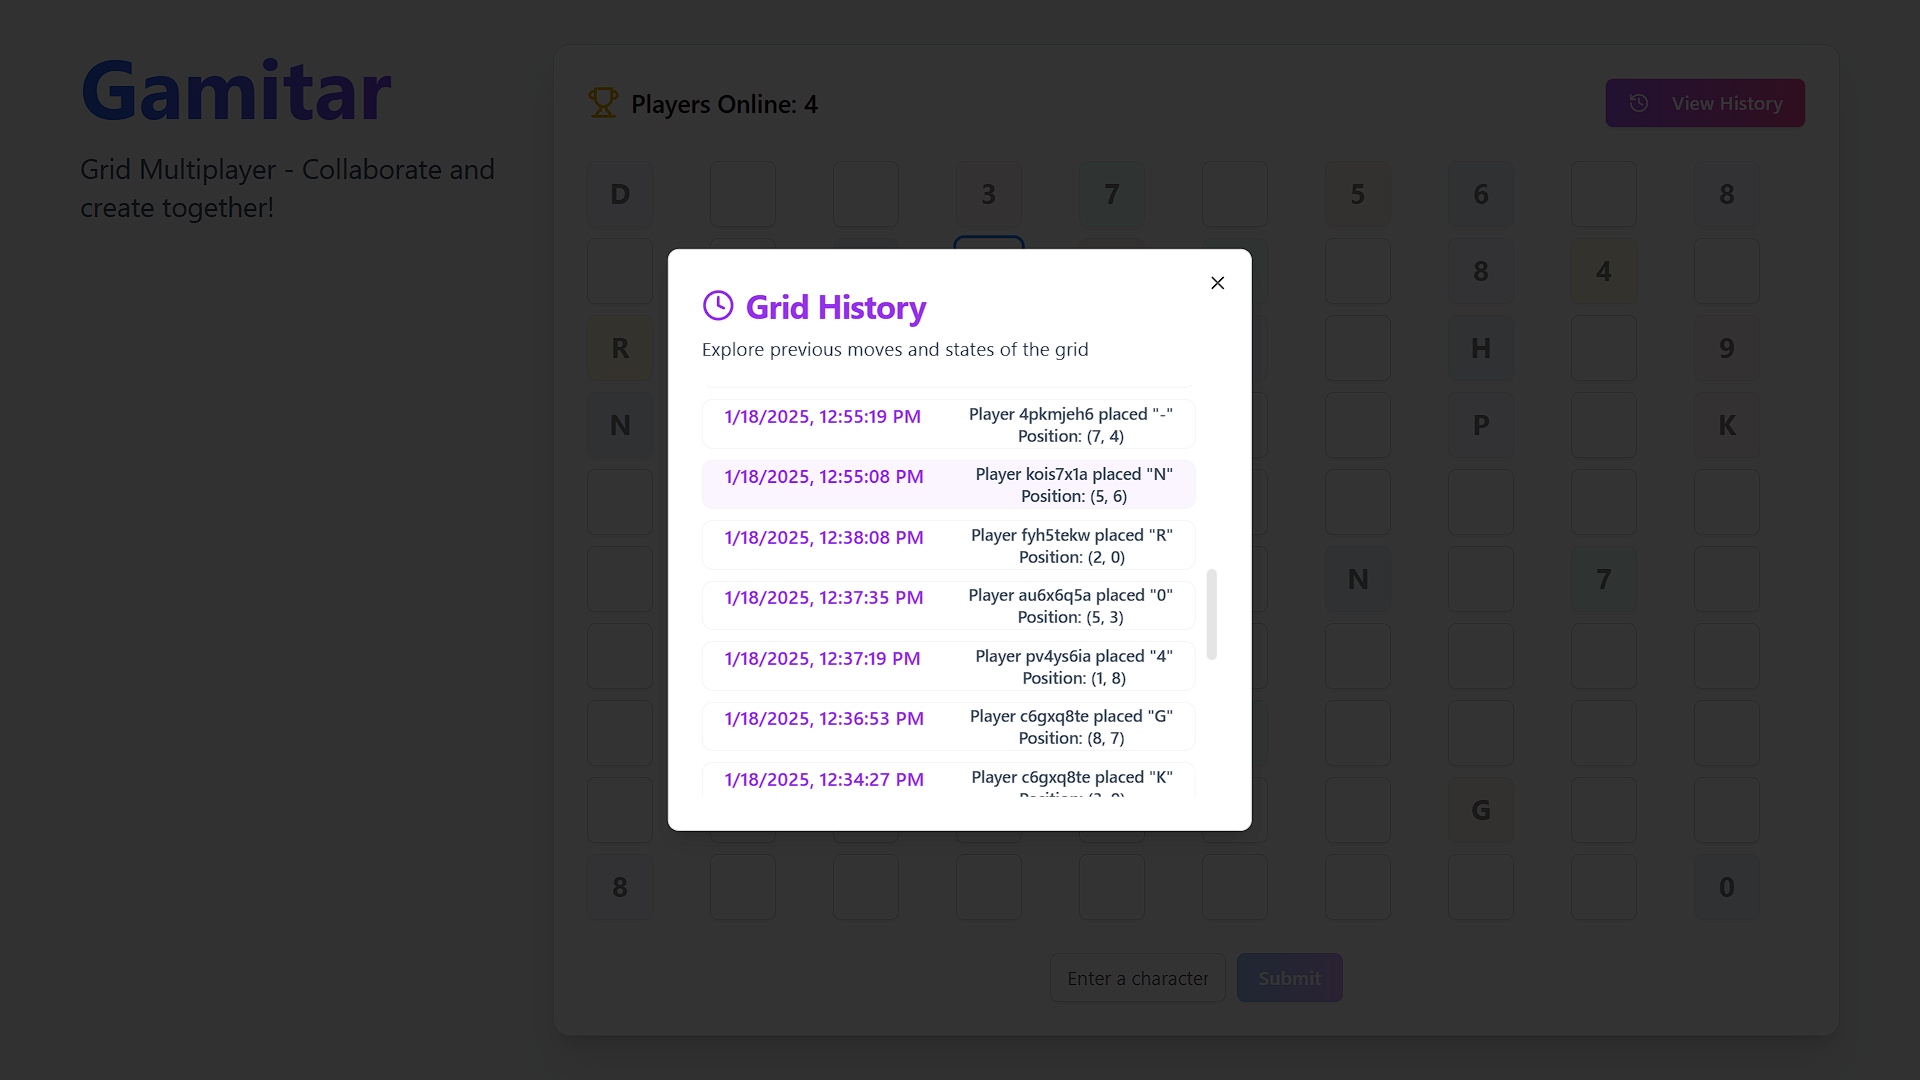 Gamitar
Grid Multiplayer - Collaborate and
create together!
Players Online: 4
View History
D 3 7 5 6 8
8 4
R H 9
N P K
N 7
G
8 0
Grid History
Explore previous moves and states of the grid
1/18/2025, 12:55:19 PM
Player 4pkmjeh6 placed "-"
Position: (7, 4)
1/18/2025, 12:55:08 PM
Player kois7x1a placed "N"
Position: (5, 6)
1/18/2025, 12:38:08 PM
Player fyh5tekw placed "R"
Position: (2, 0)
1/18/2025, 12:37:35 PM
Player au6x6q5a placed "0"
Position: (5, 3)
1/18/2025, 12:37:19 PM
Player pv4ys6ia placed "4"
Position: (1, 8)
1/18/2025, 12:36:53 PM
Player c6gxq8te placed "G"
Position: (8, 7)
1/18/2025, 12:34:27 PM
Player c6gxq8te placed "K"
Enter a character
Submit